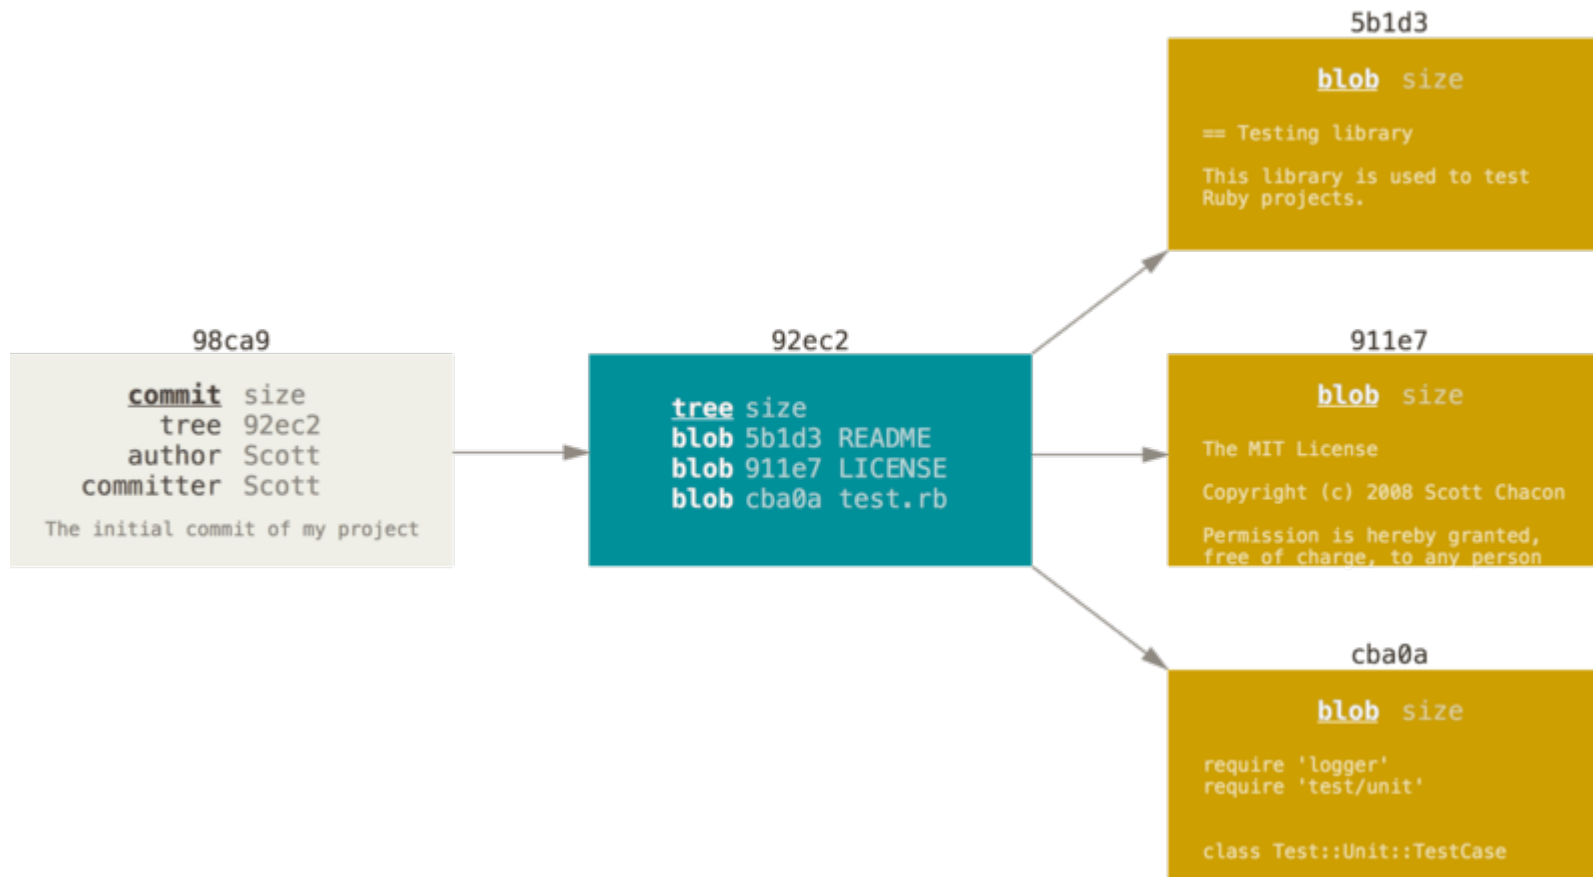 98ca9
commit size
tree 92ec2
author Scott
committer Scott
The initial commit of my project
92ec2
tree size
blob 5b1d3 README
blob 911e7 LICENSE
blob cba0a test.rb
5b1d3
blob size
== Testing library
This library is used to test
Ruby projects.
911e7
blob size
The MIT License
Copyright (c) 2008 Scott Chacon
Permission is hereby granted,
free of charge, to any person
cba0a
blob size
require 'logger'
require 'test/unit'
class Test::Unit::TestCase